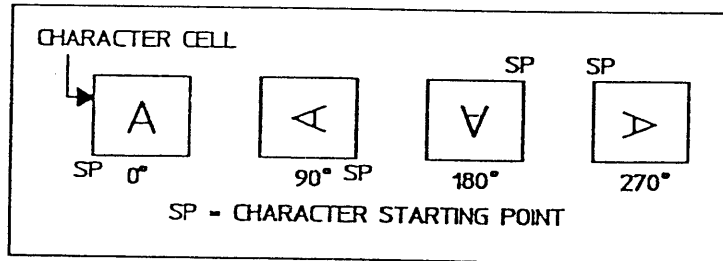 CHARACTER CELL
SP SP
A A A A
SP 0° 90° SP 180° 270°
SP = CHARACTER STARTING POINT